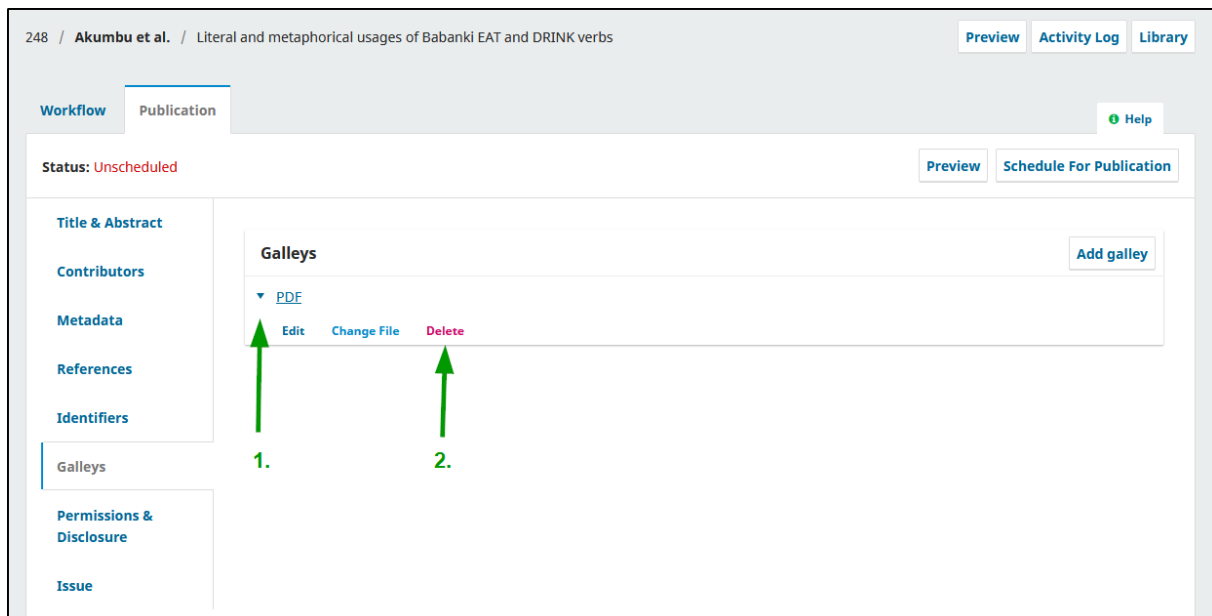 248 / Akumbu et al. / Literal and metaphorical usages of Babanki EAT and DRINK verbs
Preview Activity Log Library
Workflow Publication
Help
Status: Unscheduled
Preview Schedule For Publication
Title & Abstract
Contributors
Metadata
References
Identifiers
Galleys
Permissions &
Disclosure
Issue
Galleys
Add galley
PDF
Edit Change File Delete
1. 2.